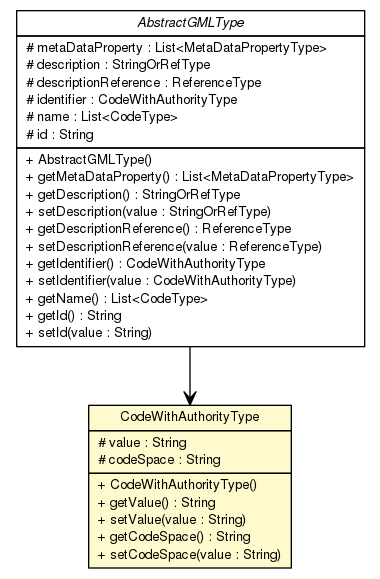 AbstractGMLType
# metaDataProperty : List<MetaDataPropertyType>
# description : StringOrRefType
# descriptionReference : ReferenceType
# identifier : CodeWithAuthorityType
# name : List<CodeType>
# id : String
+ AbstractGMLType()
+ getMetaDataProperty() : List<MetaDataPropertyType>
+ getDescription() : StringOrRefType
+ setDescription(value : StringOrRefType)
+ getDescriptionReference() : ReferenceType
+ setDescriptionReference(value : ReferenceType)
+ getIdentifier() : CodeWithAuthorityType
+ setIdentifier(value : CodeWithAuthorityType)
+ getName() : List<CodeType>
+ getId() : String
+ setId(value : String)
CodeWithAuthorityType
# value : String
# codeSpace : String
+ CodeWithAuthorityType()
+ getValue() : String
+ setValue(value : String)
+ getCodeSpace() : String
+ setCodeSpace(value : String)